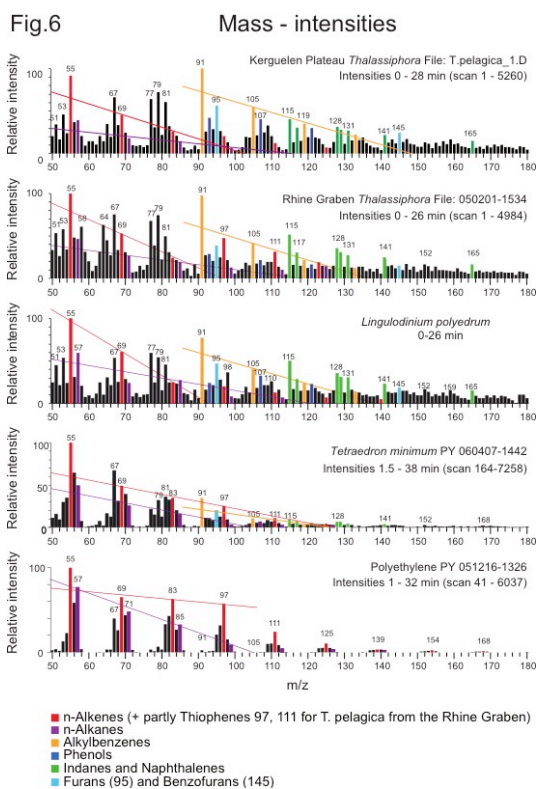 Fig.6
Mass - intensities
Kerguelen Plateau Thalassiphora File: T.pelagica_1.D
Intensities 0 - 28 min (scan 1 - 5260)
Relative intensity
100
50
0
51 53 55 67 69 77 79 81 91 95 105 107 115 119 128 131 141 145 165
50 60 70 80 90 100 110 120 130 140 150 160 170 180
Rhine Graben Thalassiphora File: 050201-1534
Intensities 0 - 26 min (scan 1 - 4984)
Relative intensity
100
50
0
51 53 55 58 64 67 69 77 79 81 91 95 97 105 111 115 117 128 131 141 152 165
50 60 70 80 90 100 110 120 130 140 150 160 170 180
Lingulodinium polyedrum
0-26 min
Relative intensity
100
50
0
51 53 55 57 67 69 77 79 81 91 95 98 105 107 110 115 128 131 141 145 152 159 165
50 60 70 80 90 100 110 120 130 140 150 160 170 180
Tetraedron minimum PY 060407-1442
Intensities 1.5 - 38 min (scan 164-7258)
Relative intensity
100
50
0
55 67 69 79 81 83 91 95 97 105 111 115 128 141 152 168
50 60 70 80 90 100 110 120 130 140 150 160 170 180
Polyethylene PY 051216-1326
Intensities 1 - 32 min (scan 41 - 6037)
Relative intensity
100
50
0
55 57 67 69 71 83 85 91 97 105 111 125 139 154 168
50 60 70 80 90 100 110 120 130 140 150 160 170 180
m/z
n-Alkenes (+ partly Thiophenes 97, 111 for T. pelagica from the Rhine Graben)
n-Alkanes
Alkylbenzenes
Phenols
Indanes and Naphthalenes
Furans (95) and Benzofurans (145)